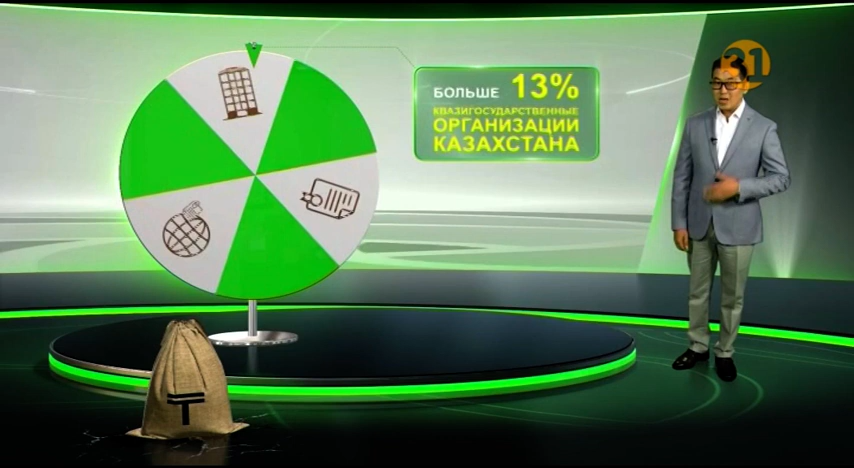 31
БОЛЬШЕ 13%
КВАЗИГОСУДАРСТВЕННЫЕ
ОРГАНИЗАЦИИ
КАЗАХСТАНА
₸